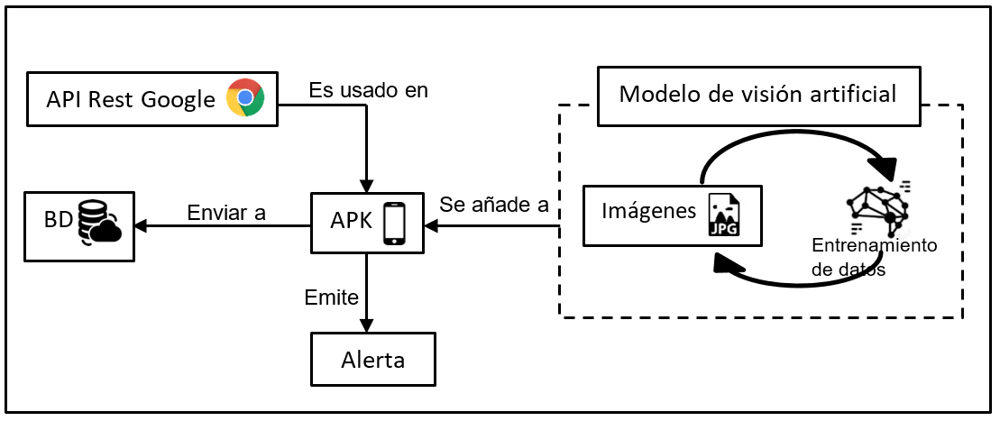 API Rest Google
Es usado en
Modelo de visión artificial
BD
Enviar a
APK
Se añade a
Imágenes
JPG
Entrenamiento
de datos
Emite
Alerta